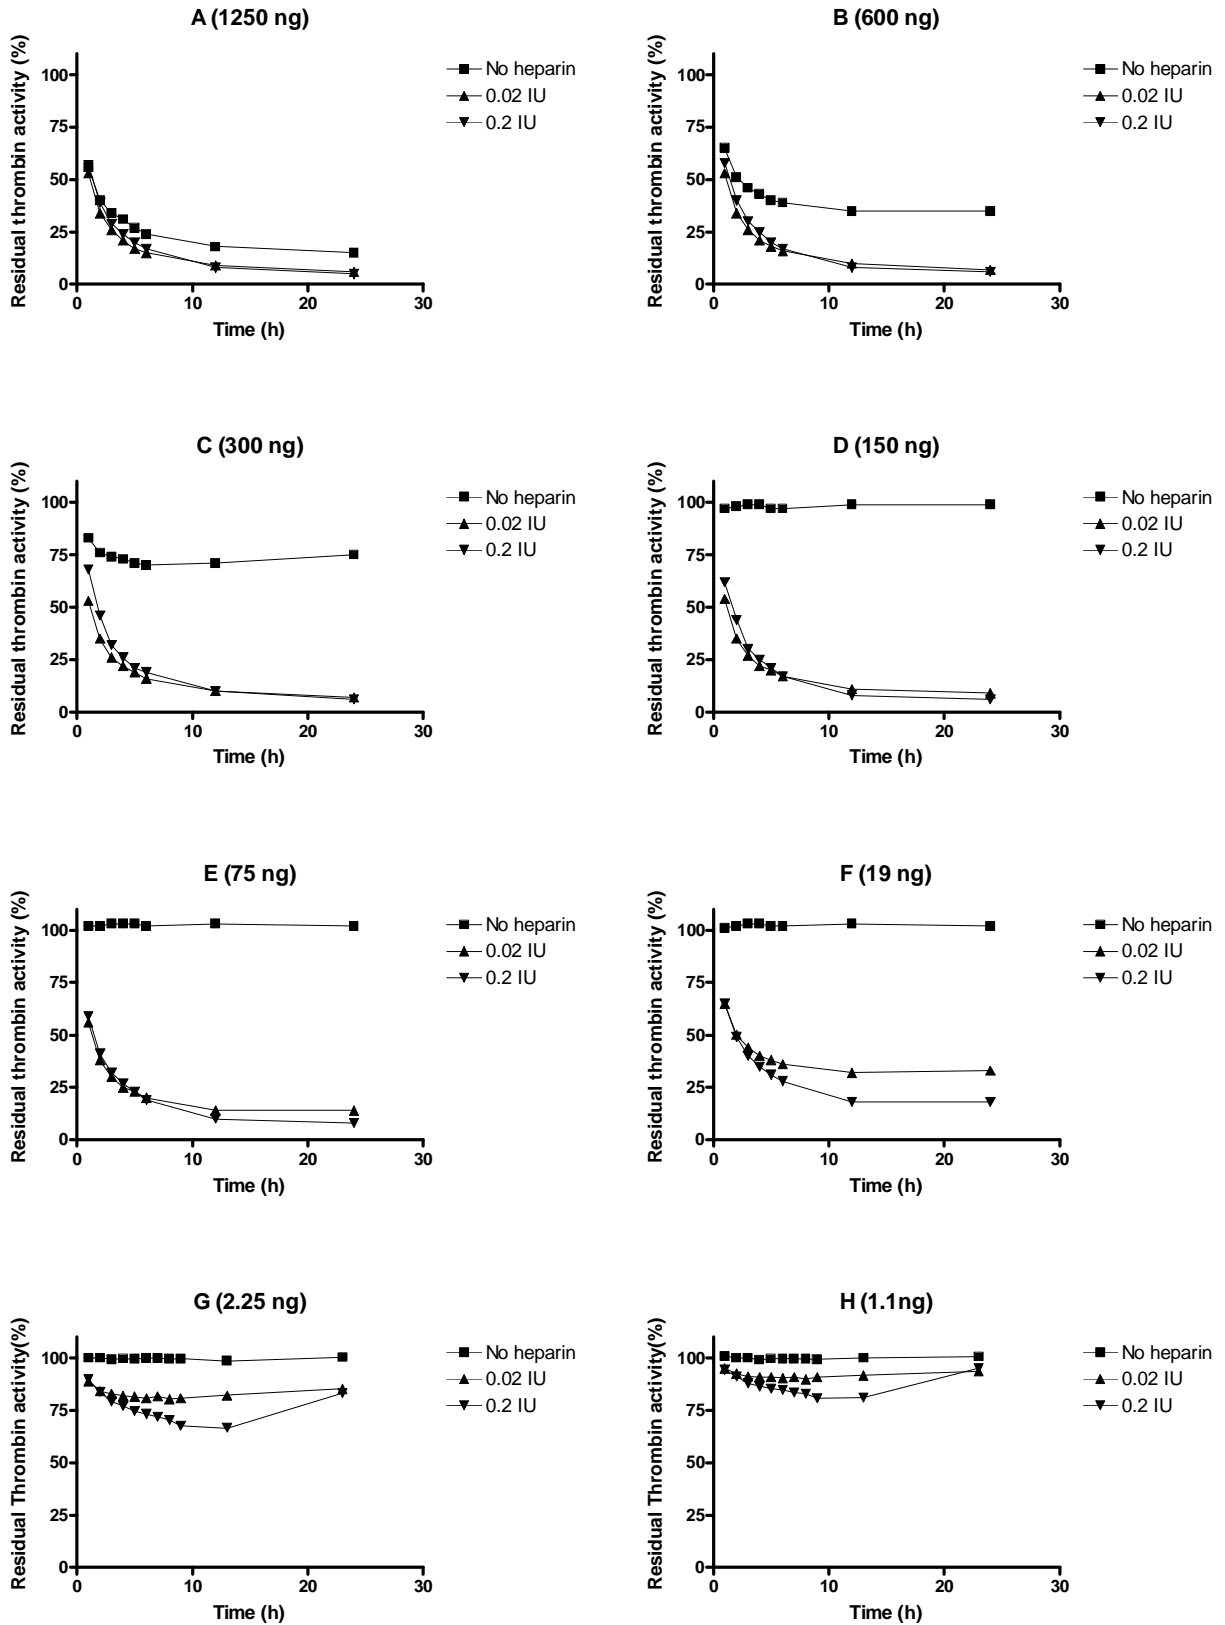 A (1250 ng)
Residual thrombin activity (%)
100
75
50
25
0
0 10 20 30
Time (h)
No heparin
0.02 IU
0.2 IU
B (600 ng)
Residual thrombin activity (%)
100
75
50
25
0
0 10 20 30
Time (h)
No heparin
0.02 IU
0.2 IU
C (300 ng)
Residual thrombin activity (%)
100
75
50
25
0
0 10 20 30
Time (h)
No heparin
0.02 IU
0.2 IU
D (150 ng)
Residual thrombin activity (%)
100
75
50
25
0
0 10 20 30
Time (h)
No heparin
0.02 IU
0.2 IU
E (75 ng)
Residual thrombin activity (%)
100
75
50
25
0
0 10 20 30
Time (h)
No heparin
0.02 IU
0.2 IU
F (19 ng)
Residual thrombin activity (%)
100
75
50
25
0
0 10 20 30
Time (h)
No heparin
0.02 IU
0.2 IU
G (2.25 ng)
Residual Thrombin activity(%)
100
75
50
25
0
0 10 20 30
Time (h)
No heparin
0.02 IU
0.2 IU
H (1.1ng)
Residual Thrombin activity(%)
100
75
50
25
0
0 10 20 30
Time (h)
No heparin
0.02 IU
0.2 IU